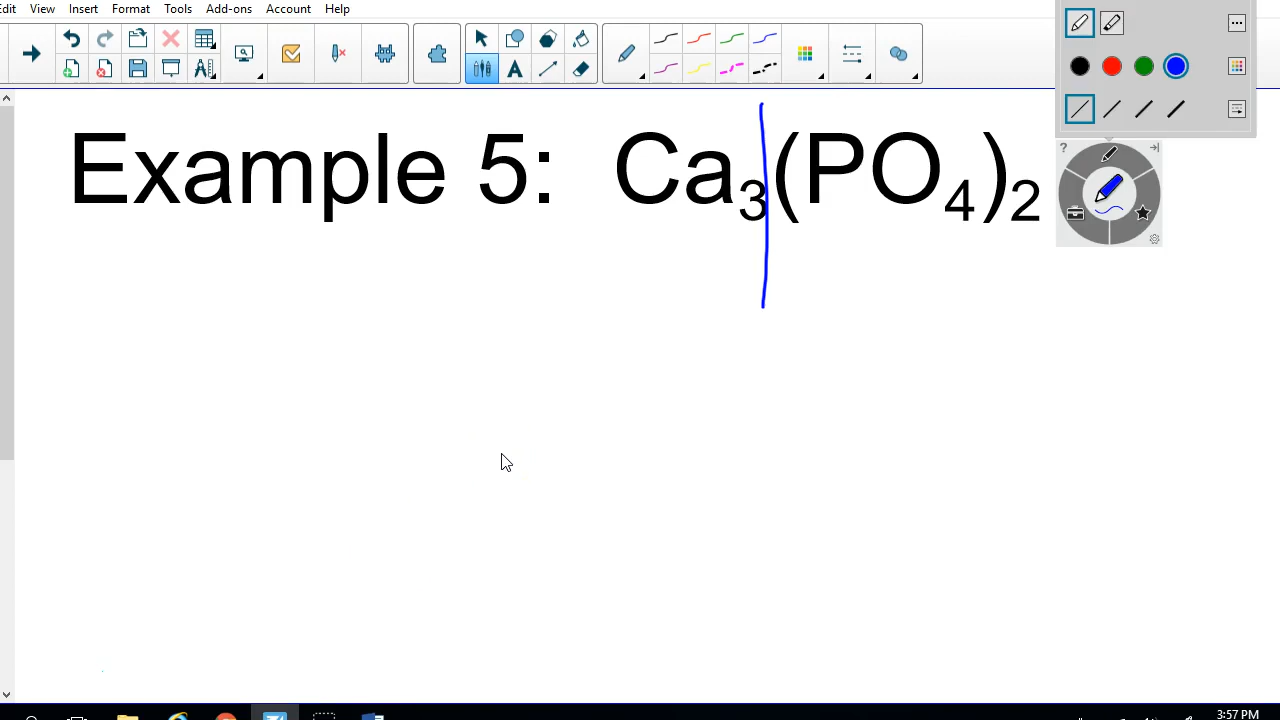 Edit View Insert Format Tools Add-ons Account Help
Example 5: Ca₃(PO₄)₂
3:57 PM